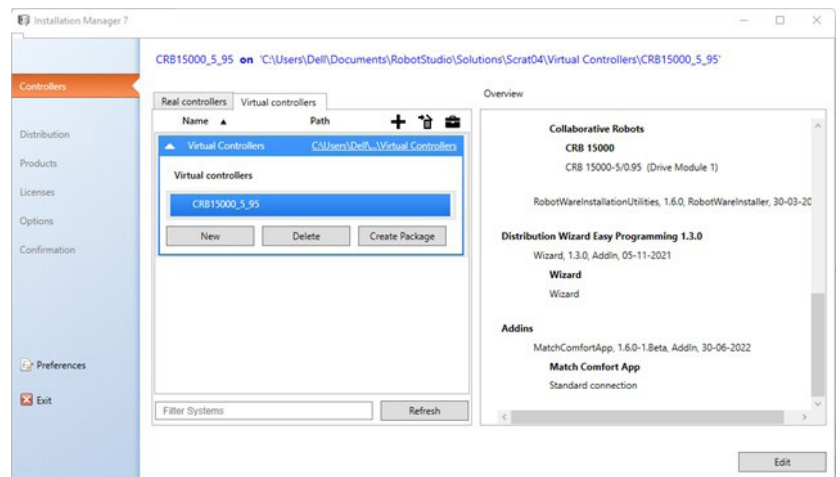 Installation Manager 7
CRB15000_5_95 on 'C:\Users\Dell\Documents\RobotStudio\Solutions\Scrat04\Virtual Controllers\CRB15000_5_95'
Controllers
Distribution
Products
Licenses
Options
Confirmation
Preferences
Exit
Real controllers Virtual controllers
Name Path
Virtual Controllers C:\Users\Dell\...\Virtual Controllers
Virtual controllers
CRB15000_5_95
New Delete Create Package
Filter Systems Refresh
Overview
Collaborative Robots
CRB 15000
CRB 15000-5/0.95 (Drive Module 1)
RobotWareInstallationUtilities, 1.6.0, RobotWareInstaller, 30-03-20
Distribution Wizard Easy Programming 1.3.0
Wizard, 1.3.0, AddIn, 05-11-2021
Wizard
Wizard
Addins
MatchComfortApp, 1.6.0-1.Beta, AddIn, 30-06-2022
Match Comfort App
Standard connection
Edit